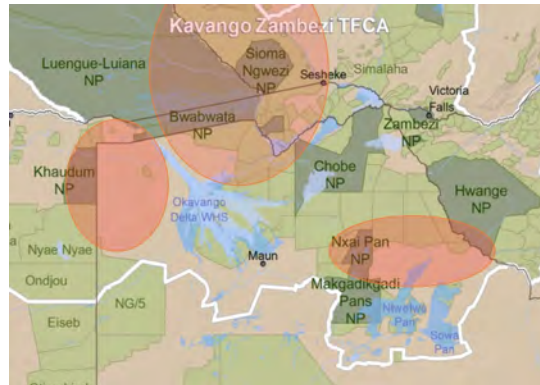 Kavango Zambezi TFCA
Luengue-Luiana
NP
Sioma
Ngwezi
NP
Sesheke
Simalaha
Victoria
Falls
Bwabwata
NP
Zambezi
NP
Khaudum
NP
Chobe
NP
Hwange
NP
Okavango
Delta WHS
Nyae Nyae
Maun
Nxai Pan
NP
Ondjou
Makgadikgadi
Pans
NP
NG/5
Ntwetwe
Pan
Eiseb
Sowa
Pan